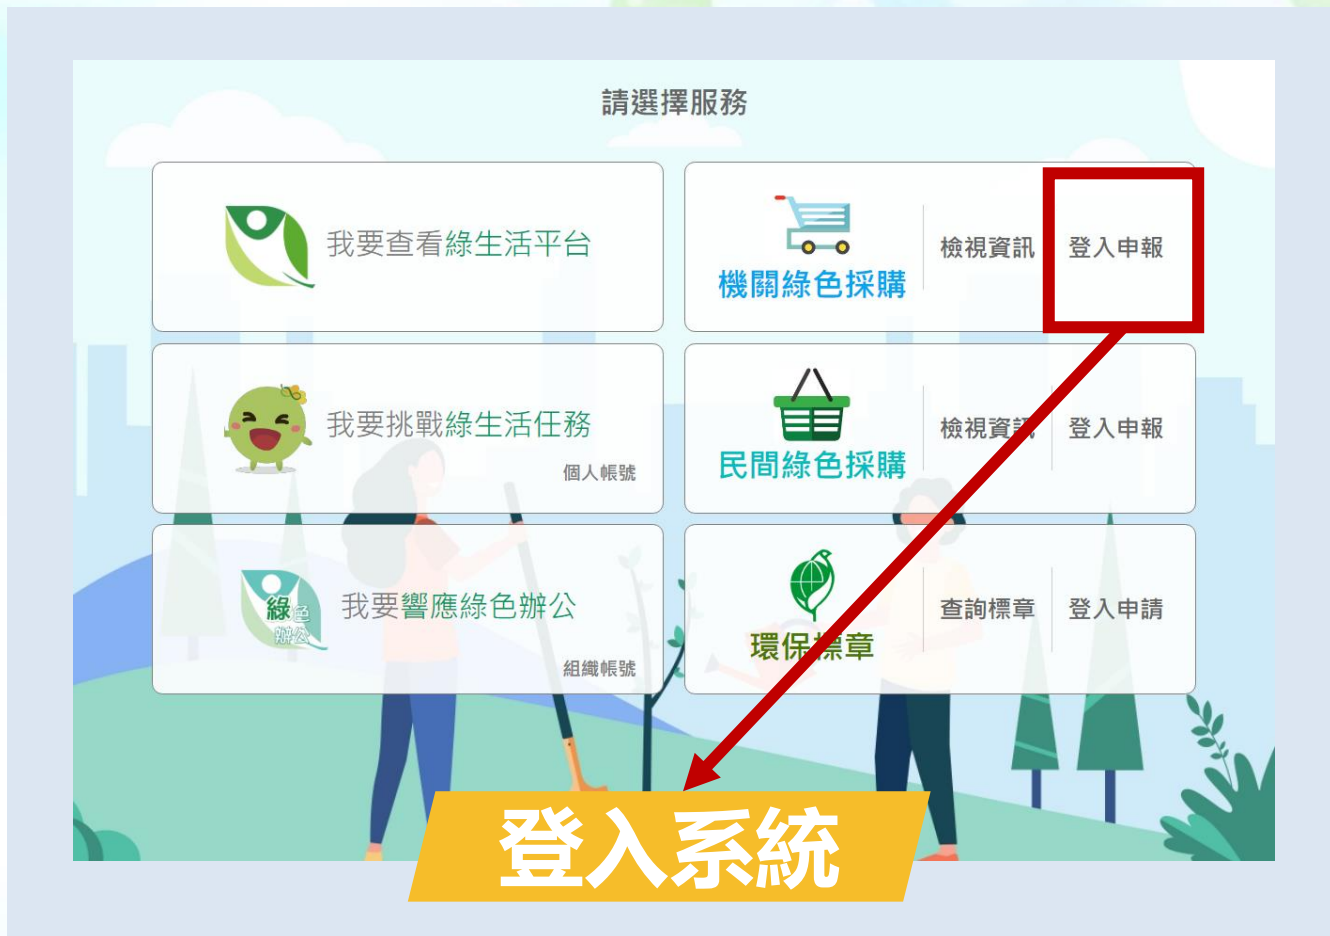 請選擇服務
我要查看綠生活平台
機關綠色採購
檢視資訊
登入申報
我要挑戰綠生活任務
個人帳號
民間綠色採購
檢視資訊
登入申報
綠色
辦公
我要響應綠色辦公
組織帳號
環保標章
查詢標章
登入申請
登入系統